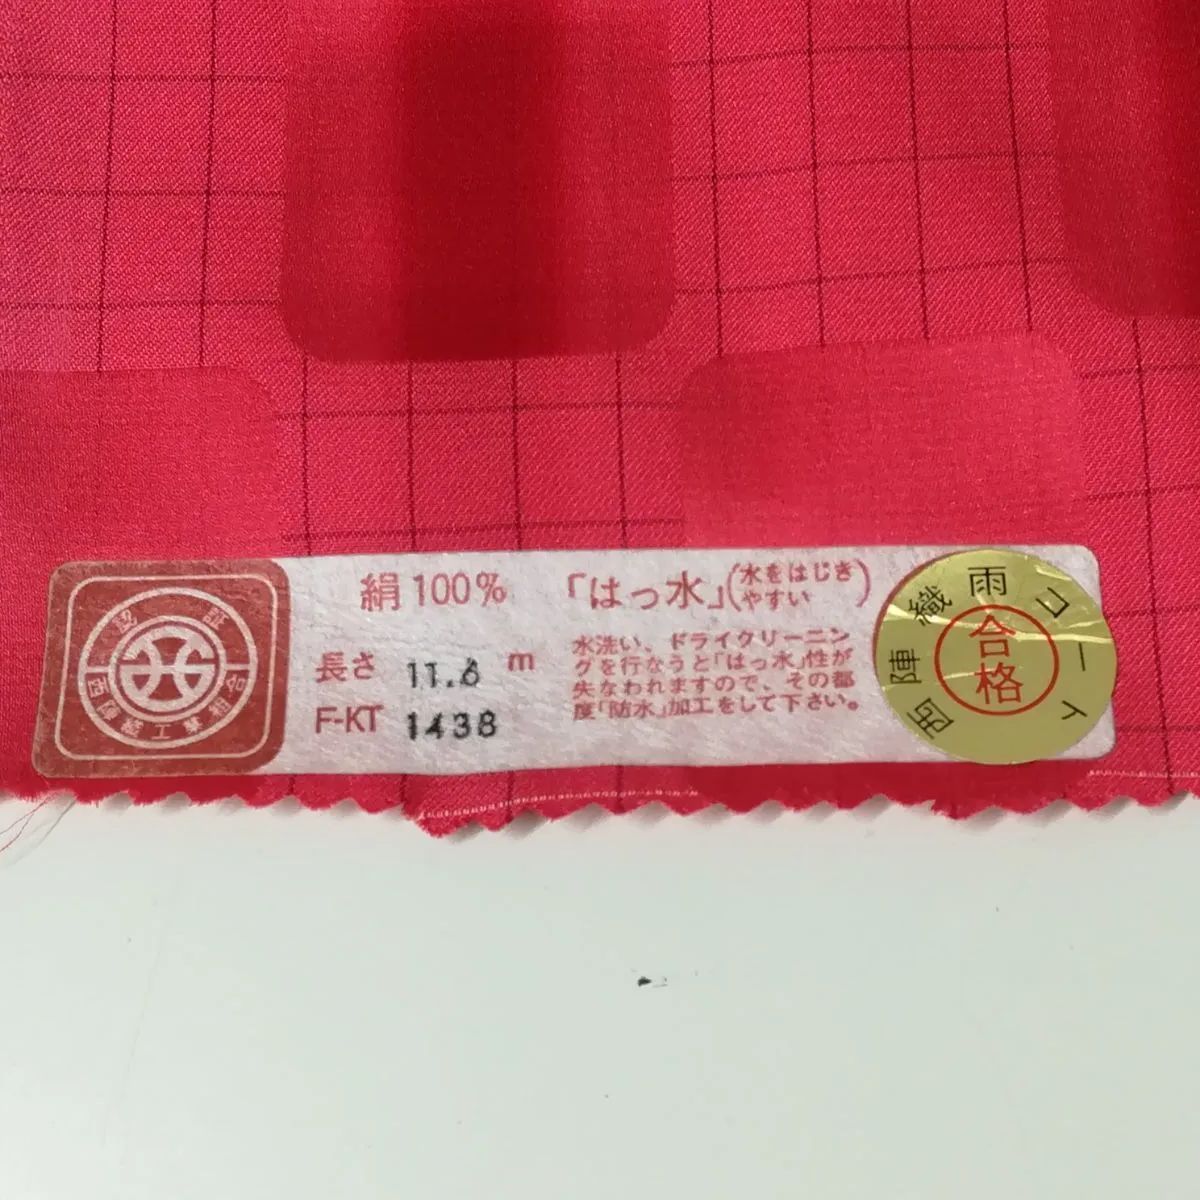 認証
西陣織工業組合
絹100%
長さ 11.6 m
F-KT 1438
「はっ水」(水をはじき
やすい)
水洗い、ドライクリーニン
グを行なうと「はっ水」性が
失なわれますので、その都
度「防水」加工をして下さい。
西陣織雨コート
合格